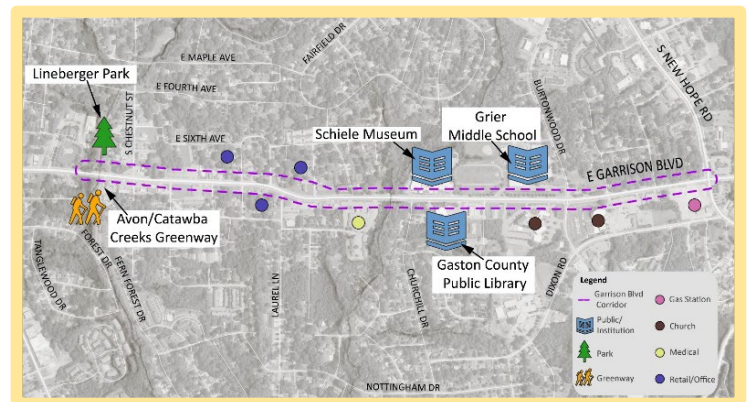 FAIRFIELD DR
S NEW HOPE RD
E MAPLE AVE
Lineberger Park
E FOURTH AVE
S CHESTNUT ST
BURTONWOOD DR
E SIXTH AVE
Schiele Museum
Grier
Middle School
E GARRISON BLVD
Avon/Catawba
Creeks Greenway
TANGLEWOOD DR
FOREST DR
FERN FOREST DR
LAUREL LN
CHURCHILL DR
Gaston County
Public Library
DIXON RD
NOTTINGHAM DR
Legend
Garrison Blvd
Corridor
Public/
Institution
Park
Greenway
Gas Station
Church
Medical
Retail/Office